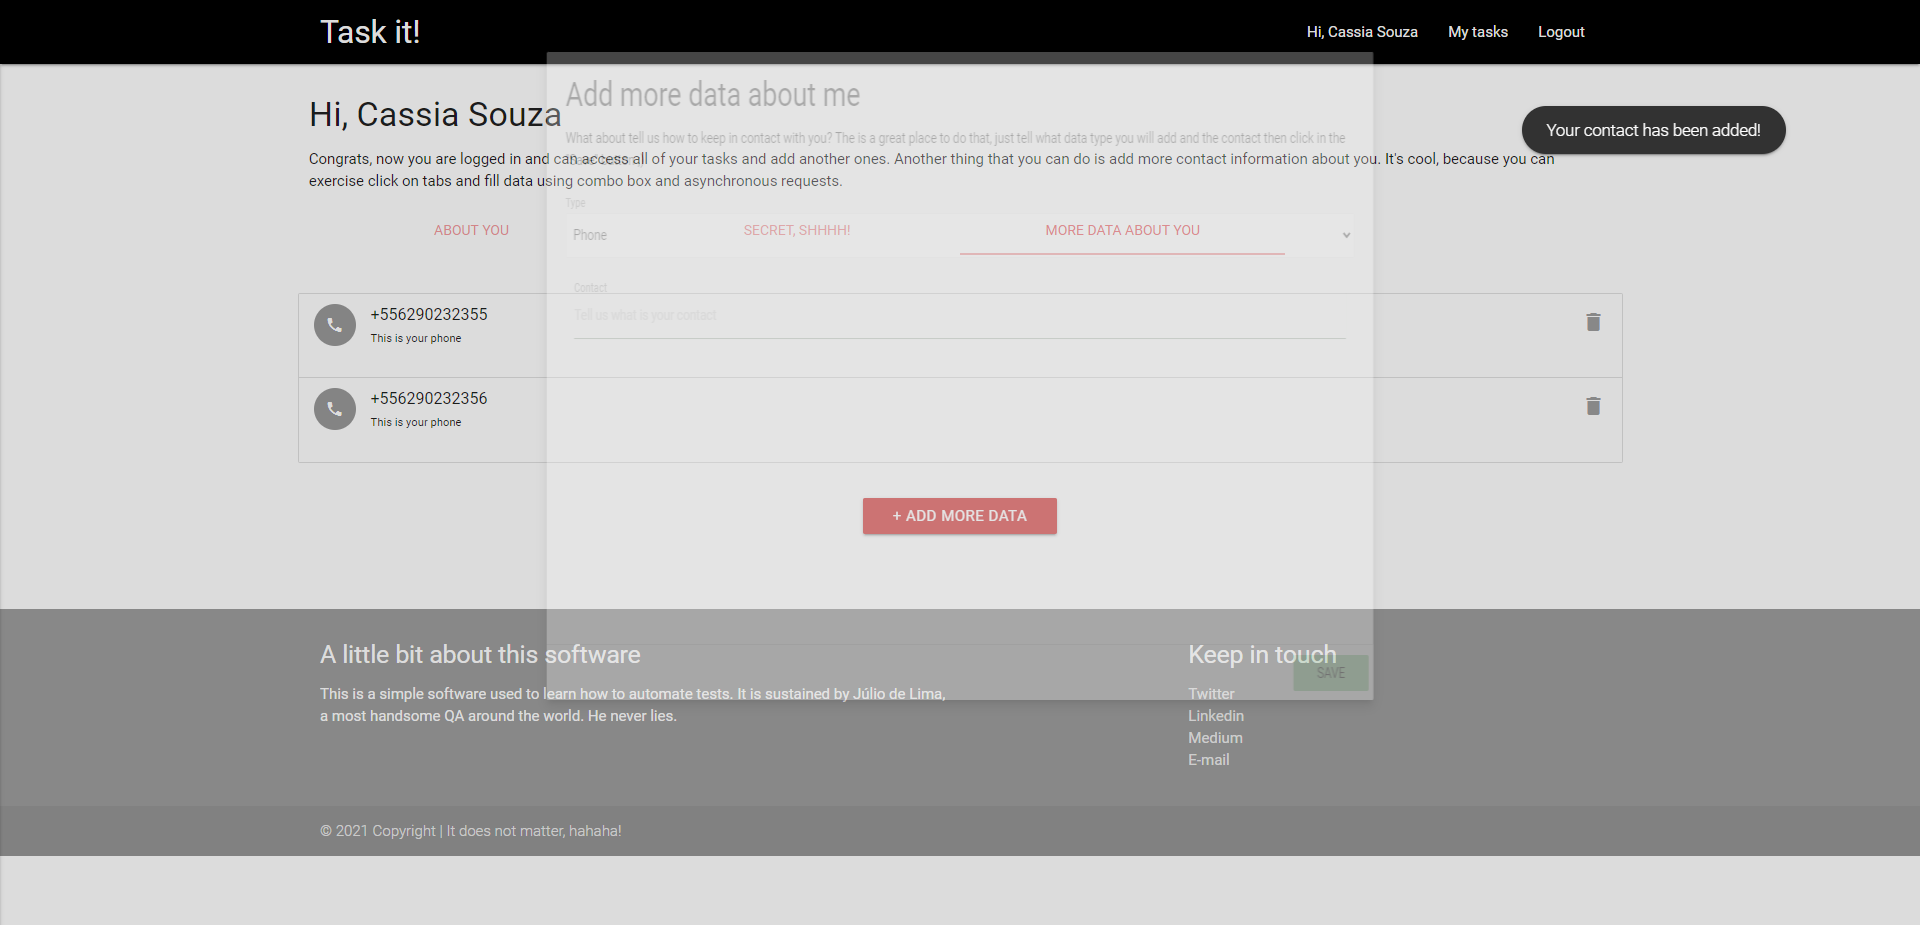 Task it!
Hi, Cassia Souza
My tasks
Logout
Add more data about me
Hi, Cassia Souza
Your contact has been added!
What about tell us how to keep in contact with you? The is a great place to do that, just tell what data type you will add and the contact then click in the
Congrats, now you are logged in and can access all of your tasks and add another ones. Another thing that you can do is add more contact information about you. It's cool, because you can
exercise click on tabs and fill data using combo box and asynchronous requests.
Type
ABOUT YOU
Phone
SECRET, SHHHH!
MORE DATA ABOUT YOU
Contact
+556290232355
Tell us what is your contact
This is your phone
+556290232356
This is your phone
+ ADD MORE DATA
A little bit about this software
This is a simple software used to learn how to automate tests. It is sustained by Júlio de Lima,
a most handsome QA around the world. He never lies.
Keep in touch
SAVE
Twitter
Linkedin
Medium
E-mail
© 2021 Copyright | It does not matter, hahaha!